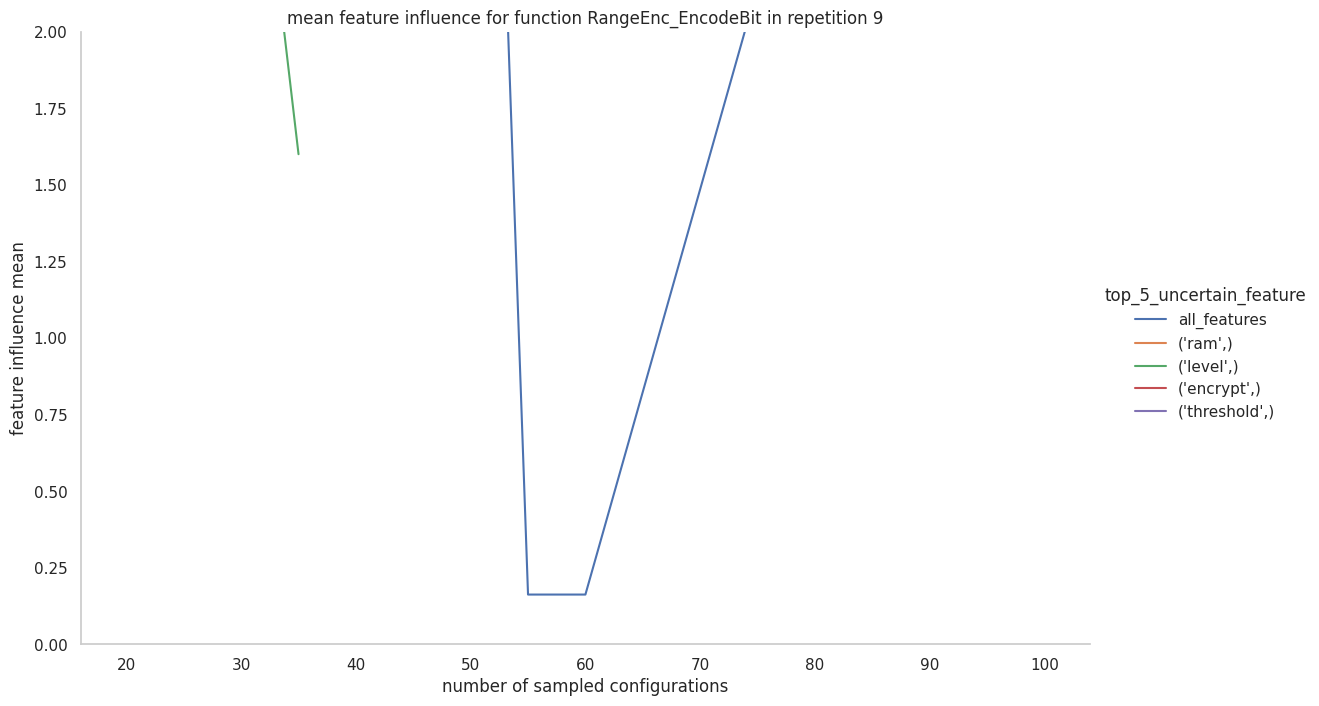 mean feature influence for function RangeEnc_EncodeBit in repetition 9
2.00
1.75
1.50
1.25
1.00
0.75
0.50
0.25
0.00
feature influence mean
20 30 40 50 60 70 80 90 100
number of sampled configurations
top_5_uncertain_feature
all_features
('ram',)
('level',)
('encrypt',)
('threshold',)